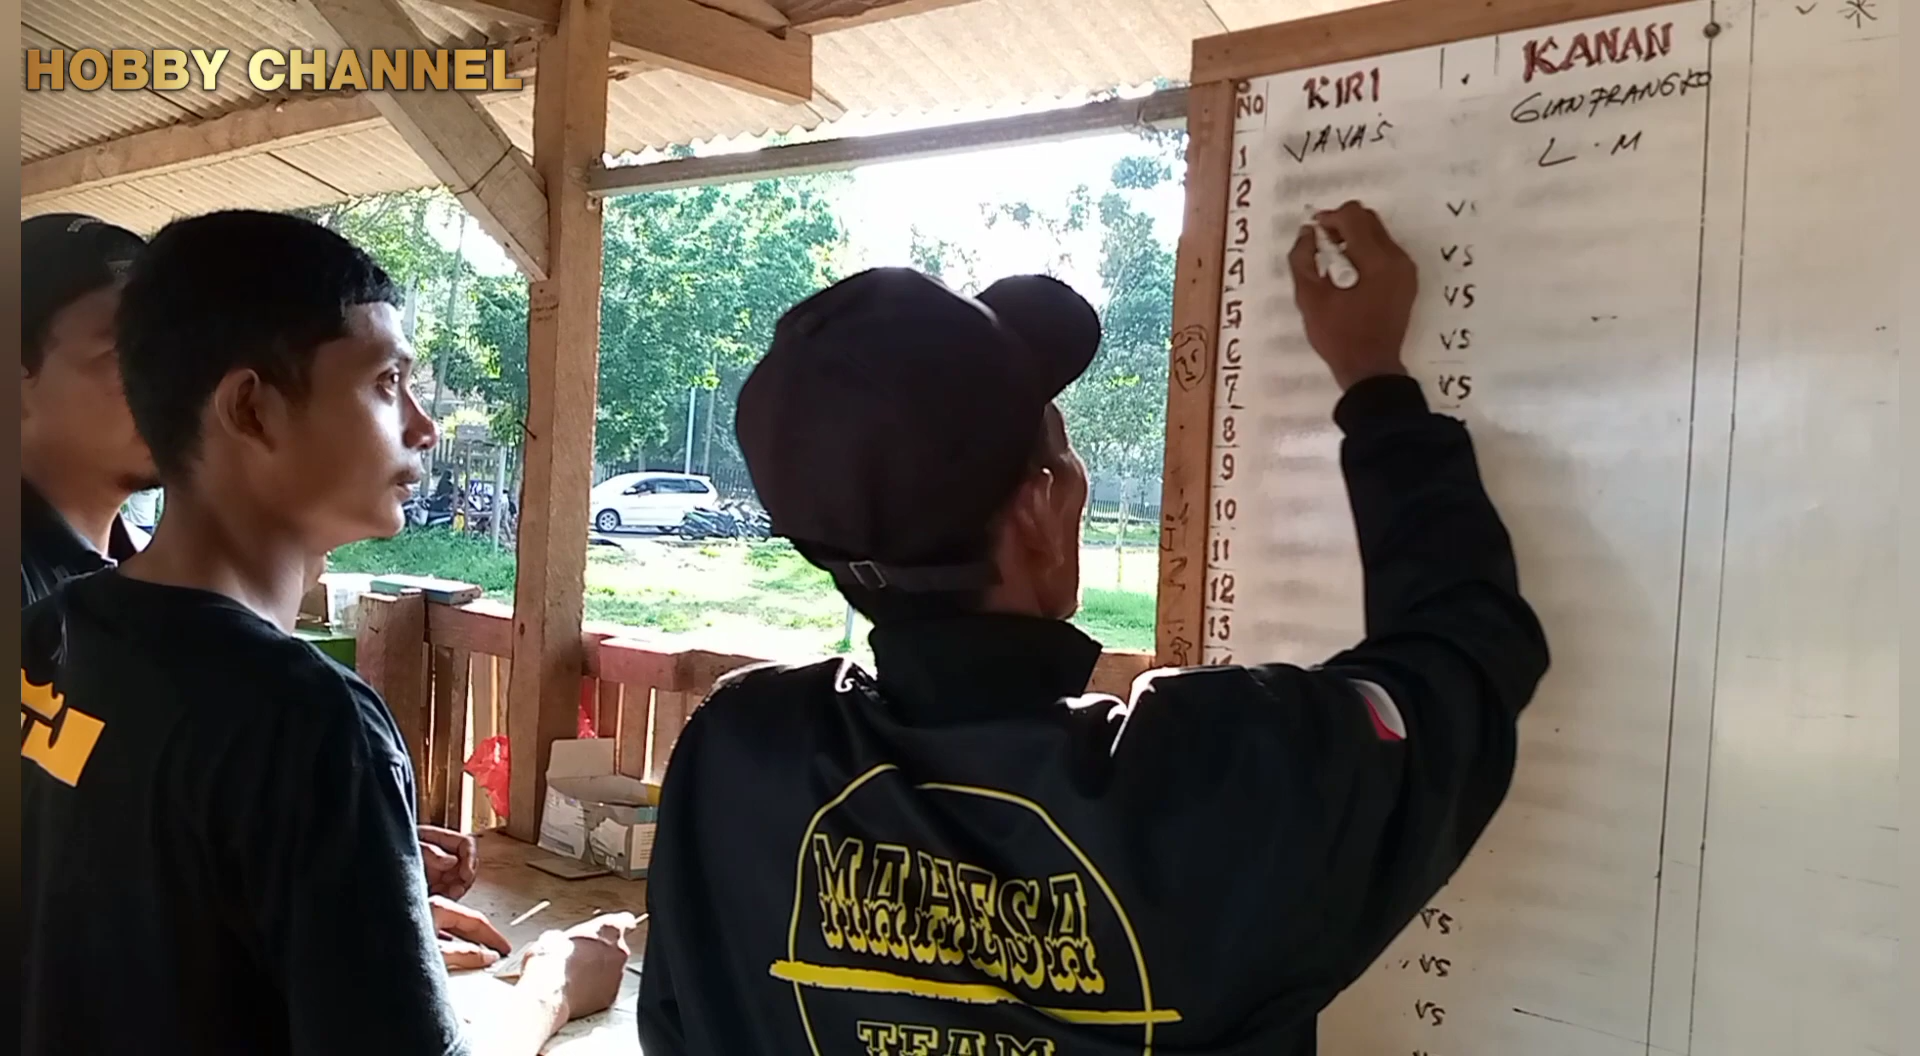 HOBBY CHANNEL
NO KIRI KANAN
GIANFRANGKO
1 JAVAS L.M
2
VS
3
VS
4
VS
5
VS
6
VS
7
8
9
10
11
12
13
VS
VS
VS
MAHESA
TEAM